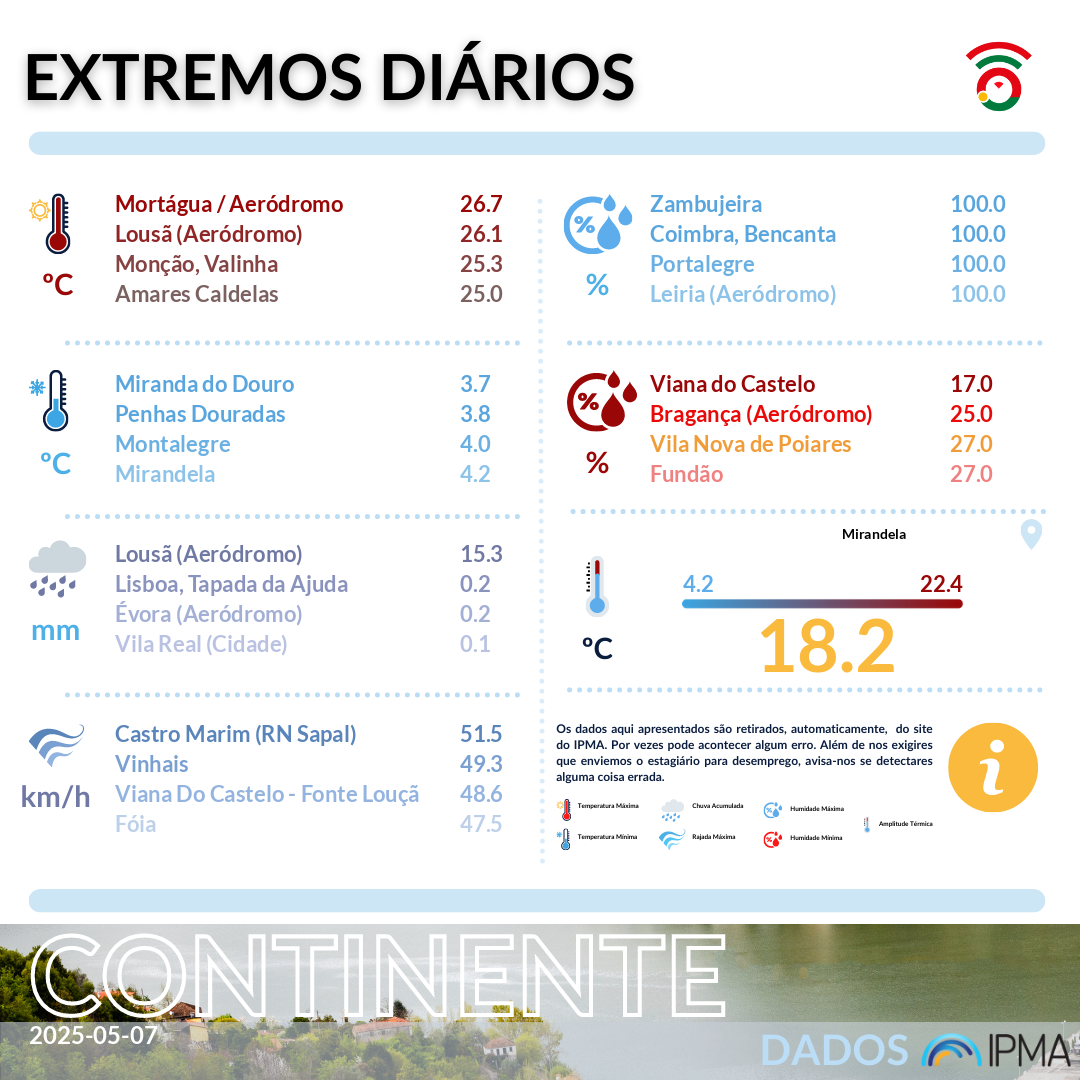 EXTREMOS DIÁRIOS
Mortágua / Aeródromo 26.7
Lousã (Aeródromo) 26.1
Monção, Valinha 25.3
Amares Caldelas 25.0
ºC
Zambujeira 100.0
Coimbra, Bencanta 100.0
Portalegre 100.0
Leiria (Aeródromo) 100.0
%
%
Miranda do Douro 3.7
Penhas Douradas 3.8
Montalegre 4.0
Mirandela 4.2
ºC
Viana do Castelo 17.0
Bragança (Aeródromo) 25.0
Vila Nova de Poiares 27.0
Fundão 27.0
%
%
Lousã (Aeródromo) 15.3
Lisboa, Tapada da Ajuda 0.2
Évora (Aeródromo) 0.2
Vila Real (Cidade) 0.1
mm
Mirandela
4.2 22.4
18.2
ºC
Castro Marim (RN Sapal) 51.5
Vinhais 49.3
Viana Do Castelo - Fonte Louçã 48.6
Fóia 47.5
km/h
Os dados aqui apresentados são retirados, automaticamente, do site
do IPMA. Por vezes pode acontecer algum erro. Além de nos exigires
que enviemos o estagiário para desemprego, avisa-nos se detectares
alguma coisa errada.
i
Temperatura Máxima Chuva Acumulada Humidade Máxima
Amplitude Térmica
Temperatura Mínima Rajada Máxima Humidade Mínima
CONTINENTE
2025-05-07
DADOS IPMA